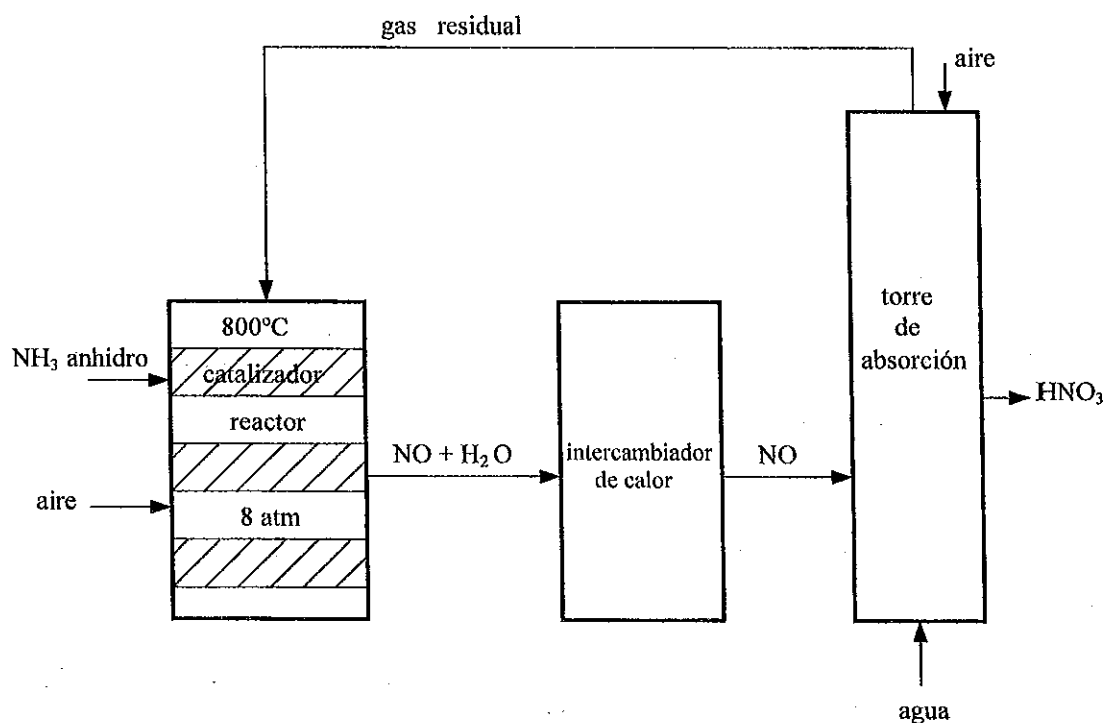 gas residual
aire
800ºC
NH₃ anhidro
catalizador
reactor
aire
8 atm
NO + H₂O
intercambiador
de calor
NO
torre
de
absorción
HNO₃
agua